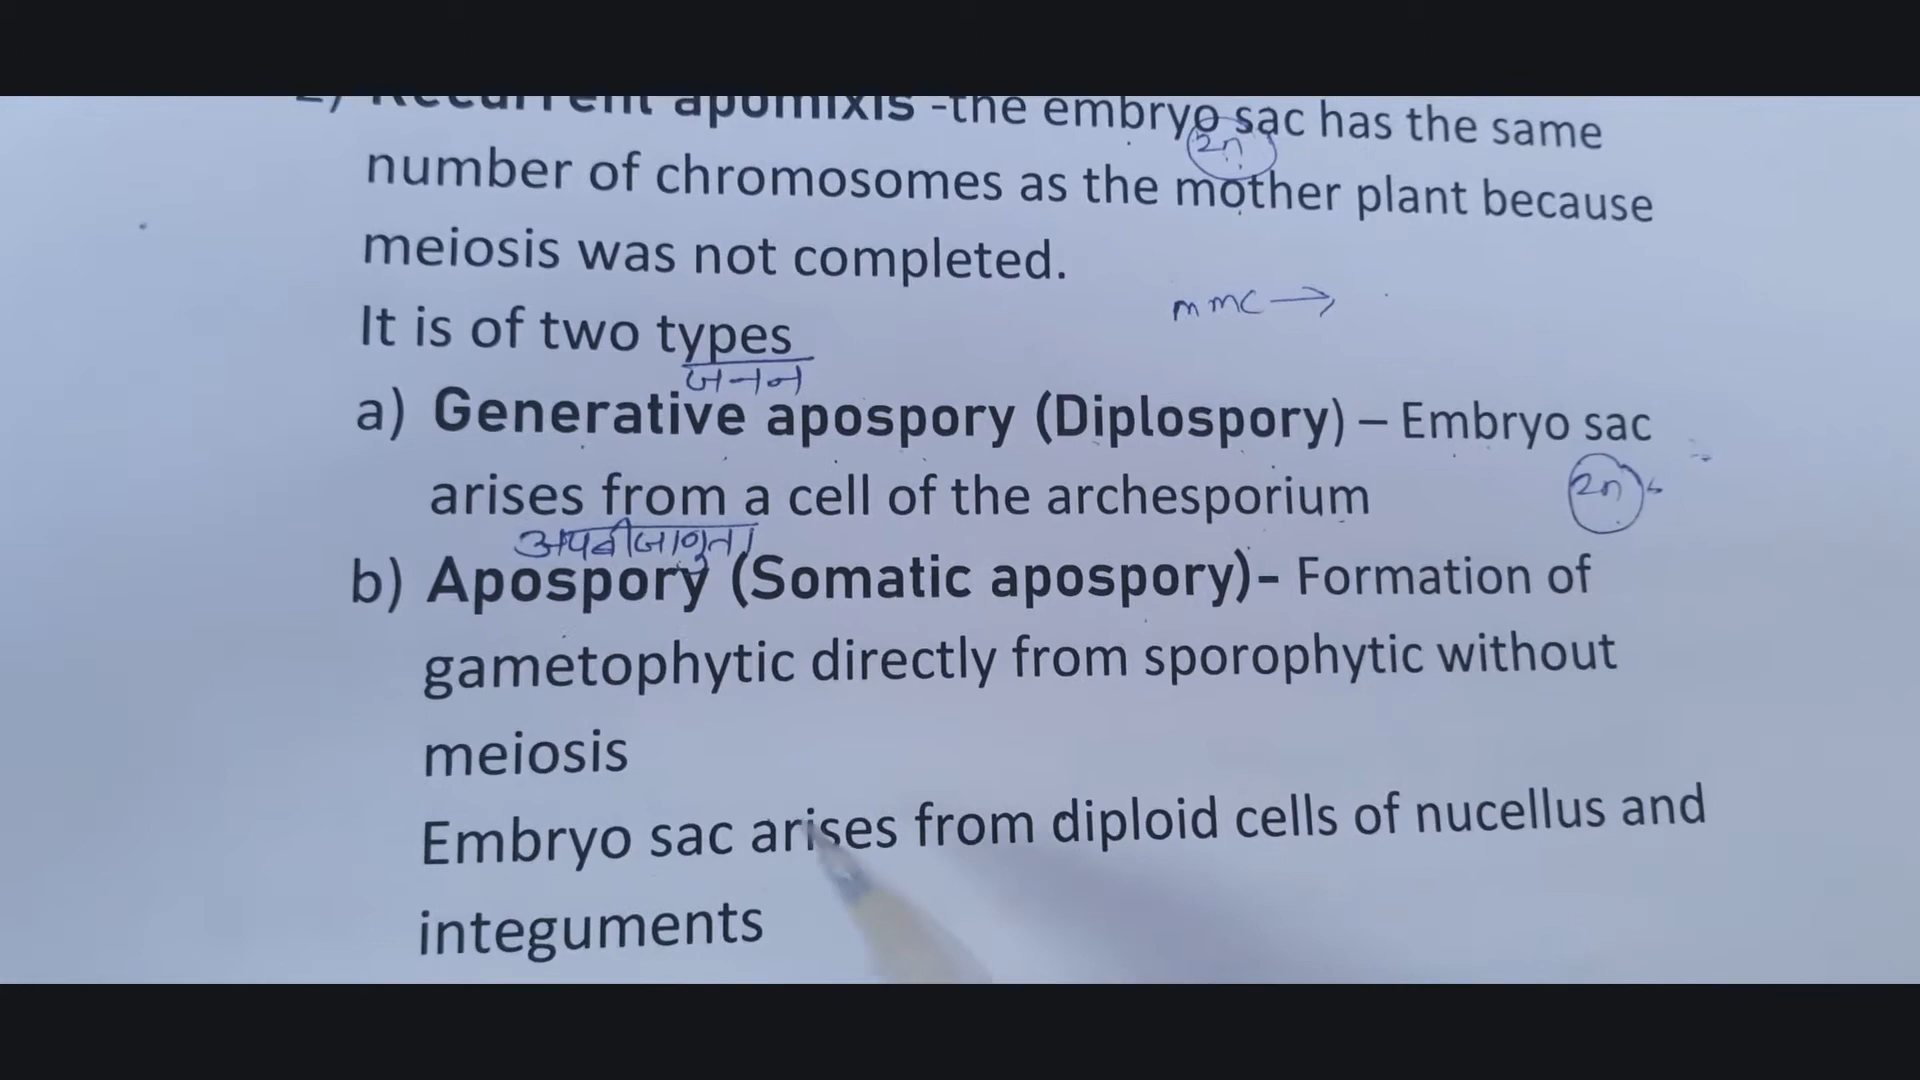 2) Recurrent apomixis -the embryo sac has the same
2n
number of chromosomes as the mother plant because
meiosis was not completed.
mmc →
It is of two types
जनन
a) Generative apospory (Diplospory) – Embryo sac
arises from a cell of the archesporium
2n
अपबीजाणुता
b) Apospory (Somatic apospory)- Formation of
gametophytic directly from sporophytic without
meiosis
Embryo sac arises from diploid cells of nucellus and
integuments